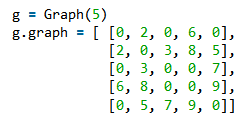 g = Graph(5)
g.graph = [ [0, 2, 0, 6, 0],
[2, 0, 3, 8, 5],
[0, 3, 0, 0, 7],
[6, 8, 0, 0, 9],
[0, 5, 7, 9, 0]]